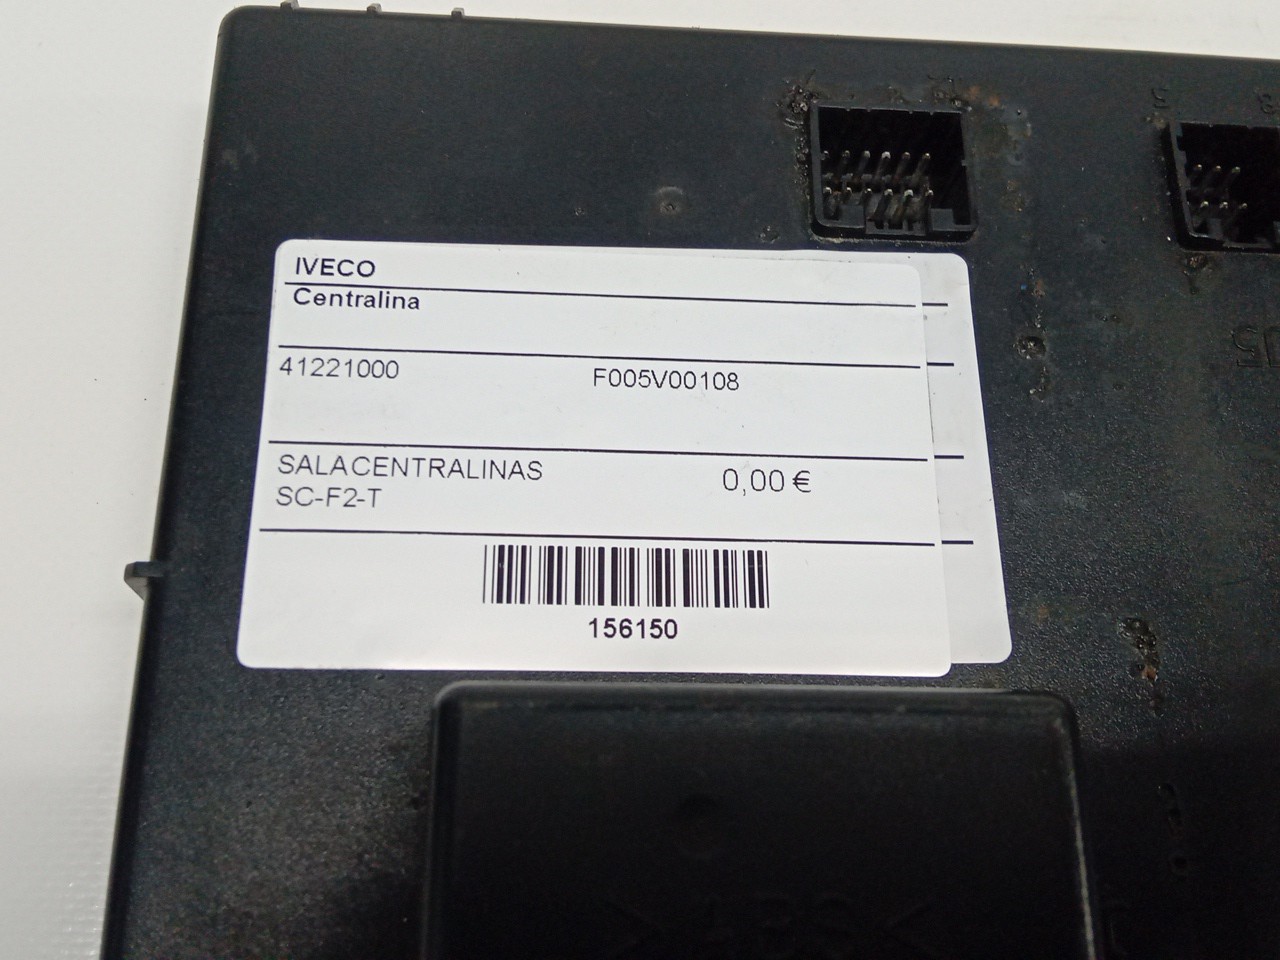 IVECO
Centralina
41221000 F005V00108
SALACENTRALINAS 0,00 €
SC-F2-T
156150